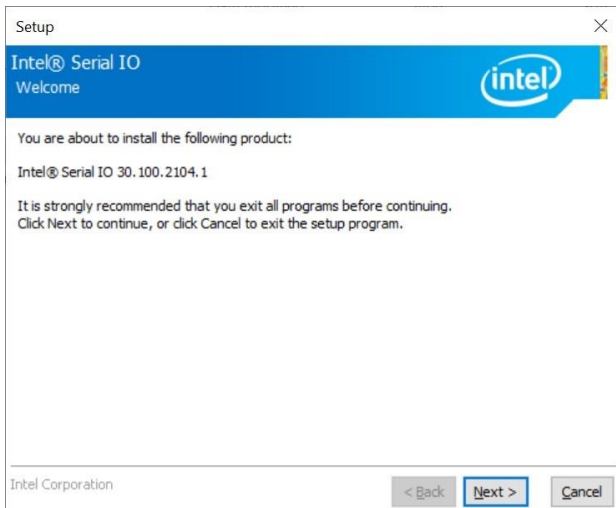 Setup
Intel® Serial IO
Welcome
intel
You are about to install the following product:
Intel® Serial IO 30.100.2104.1
It is strongly recommended that you exit all programs before continuing.
Click Next to continue, or click Cancel to exit the setup program.
Intel Corporation
< Back Next > Cancel